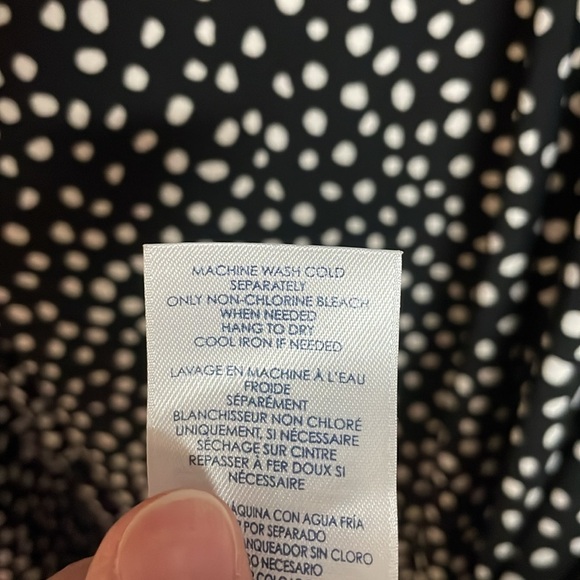 MACHINE WASH COLD
SEPARATELY
ONLY NON-CHLORINE BLEACH
WHEN NEEDED
HANG TO DRY
COOL IRON IF NEEDED
LAVAGE EN MACHINE À L'EAU
FROIDE
SÉPARÉMENT
BLANCHISSEUR NON CHLORÉ
UNIQUEMENT, SI NÉCESSAIRE
SÉCHAGE SUR CINTRE
REPASSER À FER DOUX SI
NÉCESSAIRE
ÁQUINA CON AGUA FRÍA
POR SEPARADO
NQUEADOR SIN CLORO
O NECESARIO